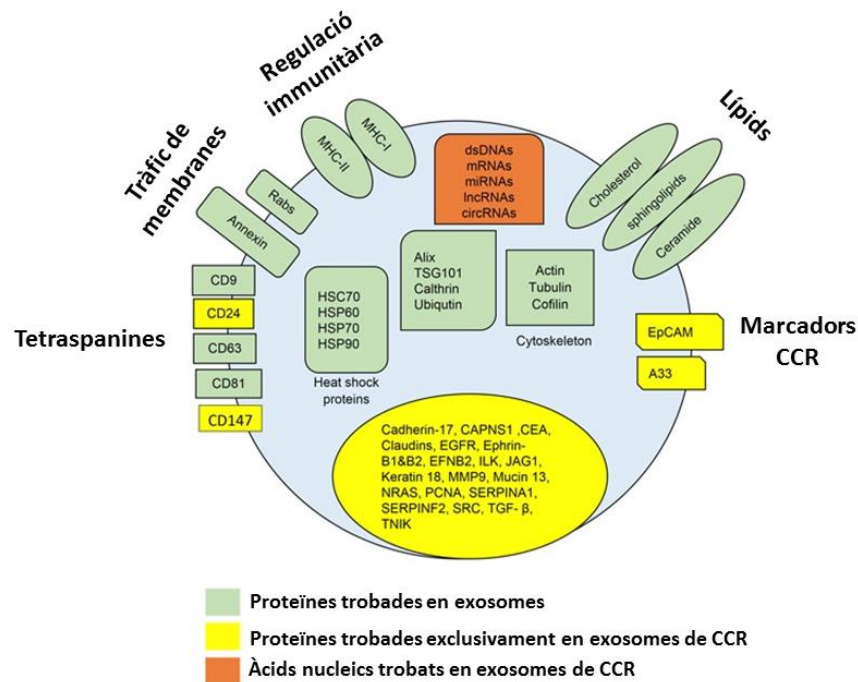 Regulació
immunitària
Lípids
Tràfic de
membranes
MHC-I
MHC-II
Rabs
Annexin
dsDNAs
mRNAs
miRNAs
lncRNAs
circRNAs
Cholesterol
sphingolipids
Ceramide
Tetraspanines
CD9
CD24
CD63
CD81
CD147
HSC70
HSP60
HSP70
HSP90
Heat shock
proteins
Alix
TSG101
Calthrin
Ubiqutin
Actin
Tubulin
Cofilin
Cytoskeleton
EpCAM
A33
Marcadors
CCR
Cadherin-17, CAPNS1 ,CEA,
Claudins, EGFR, Ephrin-
B1&B2, EFNB2, ILK, JAG1,
Keratin 18, MMP9, Mucin 13,
NRAS, PCNA, SERPINA1,
SERPINF2, SRC, TGF- β,
TNIK
Proteïnes trobades en exosomes
Proteïnes trobades exclusivament en exosomes de CCR
Àcids nucleics trobats en exosomes de CCR